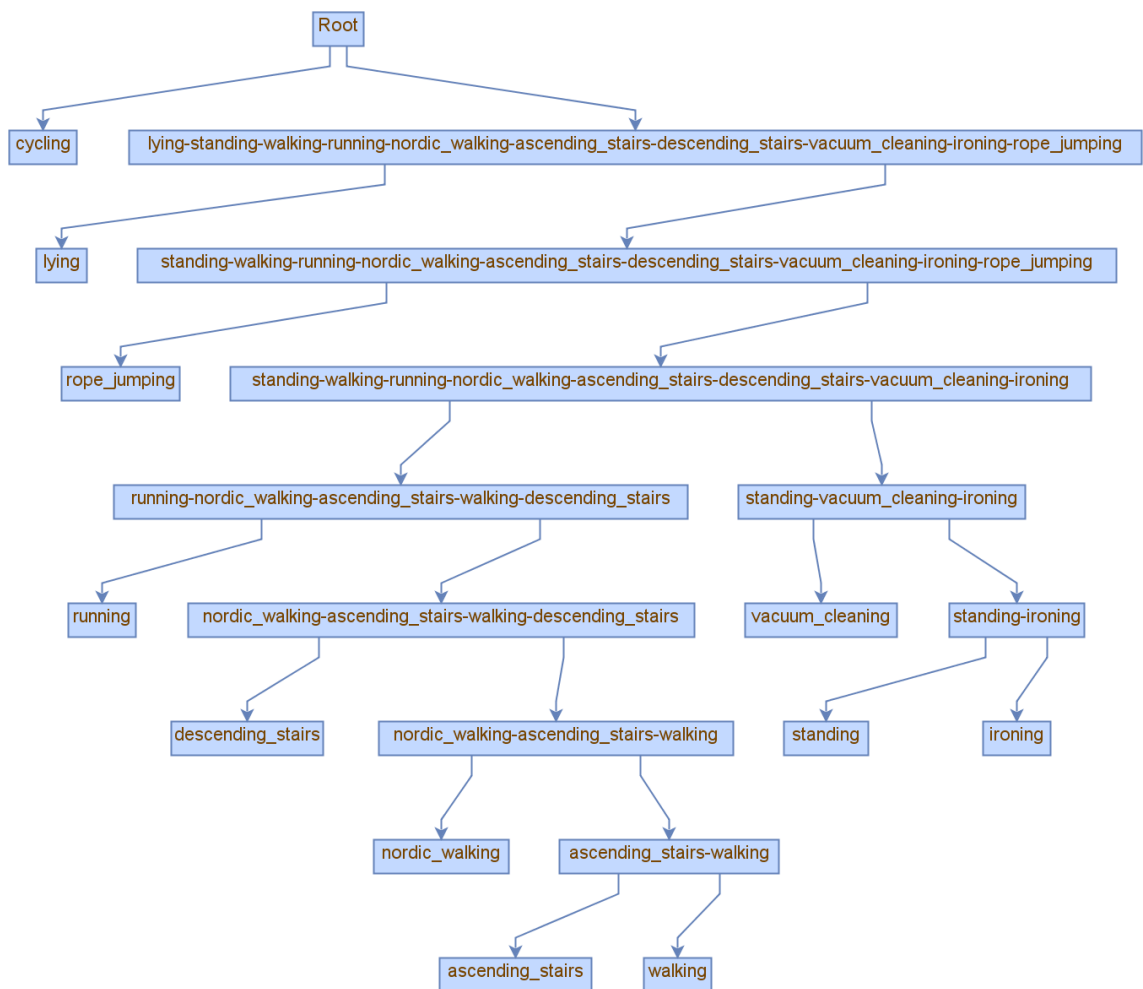 Root
cycling
lying-standing-walking-running-nordic_walking-ascending_stairs-descending_stairs-vacuum_cleaning-ironing-rope_jumping
lying
standing-walking-running-nordic_walking-ascending_stairs-descending_stairs-vacuum_cleaning-ironing-rope_jumping
rope_jumping
standing-walking-running-nordic_walking-ascending_stairs-descending_stairs-vacuum_cleaning-ironing
running-nordic_walking-ascending_stairs-walking-descending_stairs
standing-vacuum_cleaning-ironing
running
nordic_walking-ascending_stairs-walking-descending_stairs
vacuum_cleaning
standing-ironing
descending_stairs
nordic_walking-ascending_stairs-walking
standing
ironing
nordic_walking
ascending_stairs-walking
ascending_stairs
walking